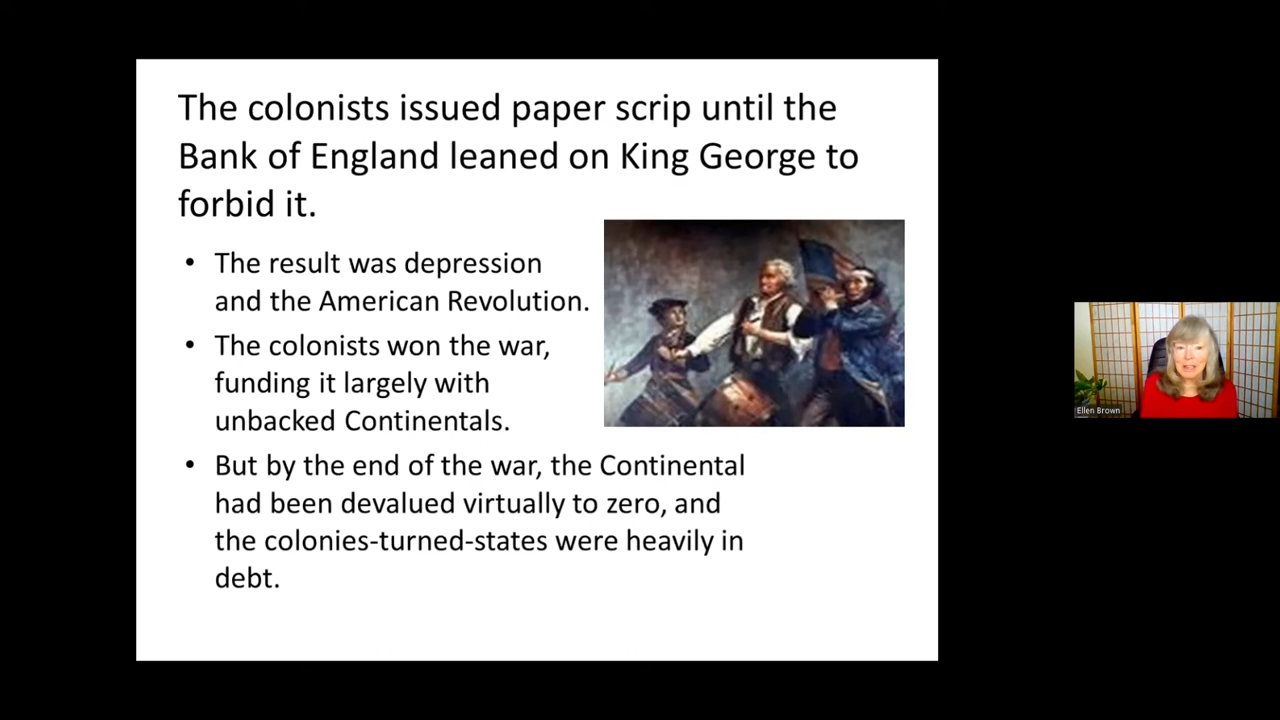 The colonists issued paper scrip until the
Bank of England leaned on King George to
forbid it.
• The result was depression
and the American Revolution.
• The colonists won the war,
funding it largely with
unbacked Continentals.
• But by the end of the war, the Continental
had been devalued virtually to zero, and
the colonies-turned-states were heavily in
debt.
Ellen Brown